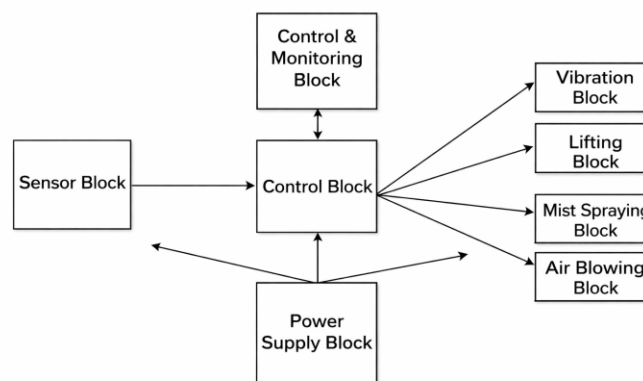 Control &
Monitoring
Block
Vibration
Block
Lifting
Block
Sensor Block
Control Block
Mist Spraying
Block
Air Blowing
Block
Power
Supply Block